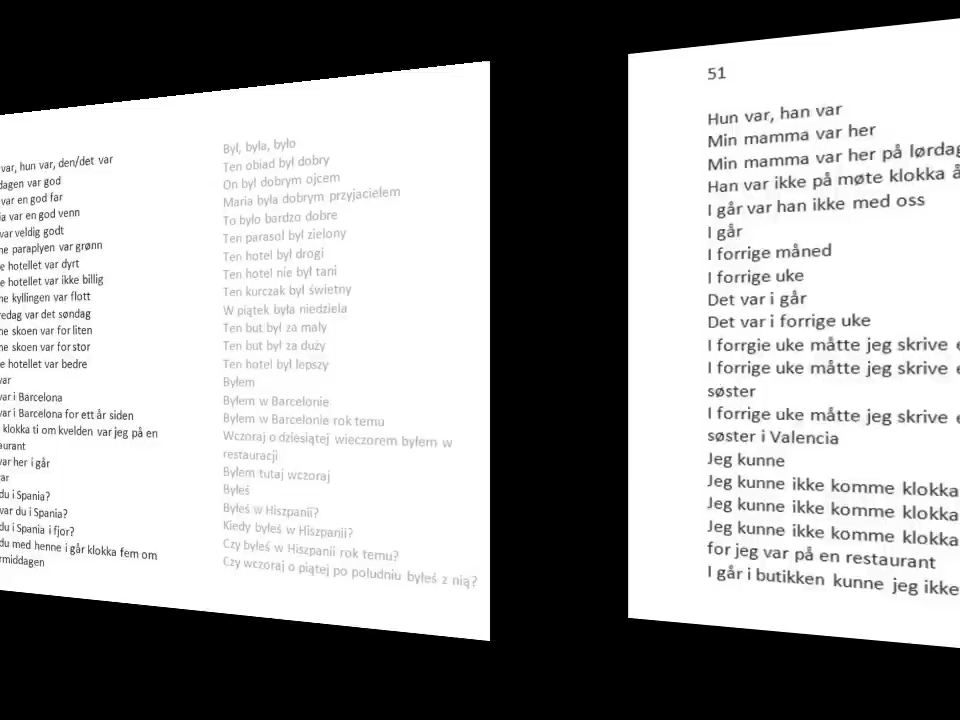 var, hun var, den/det var
dagen var god
var en god far
ia var en god venn
var veldig godt
ne paraplyen var grønn
e hotellet var dyrt
e hotellet var ikke billig
ne kyllingen var flott
redag var det søndag
me skoen var for liten
me skoen var for stor
e hotellet var bedre
var
var i Barcelona
var i Barcelona for ett år siden
klokka ti om kvelden var jeg på en
aurant
var her i går
var
du i Spania?
var du i Spania?
du i Spania i fjor?
du med henne i går klokka fem om
rmiddagen
Był, była, było
Ten obiad był dobry
On był dobrym ojcem
Maria była dobrym przyjacielem
To było bardzo dobre
Ten parasol był zielony
Ten hotel był drogi
Ten hotel nie był tani
Ten kurczak był świetny
W piątek była niedziela
Ten but był za mały
Ten but był za duży
Ten hotel był lepszy
Byłem
Byłem w Barcelonie
Byłem w Barcelonie rok temu
Wczoraj o dziesiątej wieczorem byłem w
restauracji
Byłem tutaj wczoraj
Byłeś
Byłeś w Hiszpanii?
Kiedy byłeś w Hiszpanii?
Czy byłeś w Hiszpanii rok temu?
Czy wczoraj o piątej po południu byłeś z nią?
51
Hun var, han var
Min mamma var her
Min mamma var her på lørdag
Han var ikke på møte klokka å
I går var han ikke med oss
I går
I forrige måned
I forrige uke
Det var i går
Det var i forrige uke
I forrgie uke måtte jeg skrive e
I forrige uke måtte jeg skrive e
søster
I forrige uke måtte jeg skrive e
søster i Valencia
Jeg kunne
Jeg kunne ikke komme klokka
Jeg kunne ikke komme klokka
Jeg kunne ikke komme klokka
for jeg var på en restaurant
I går i butikken kunne jeg ikke